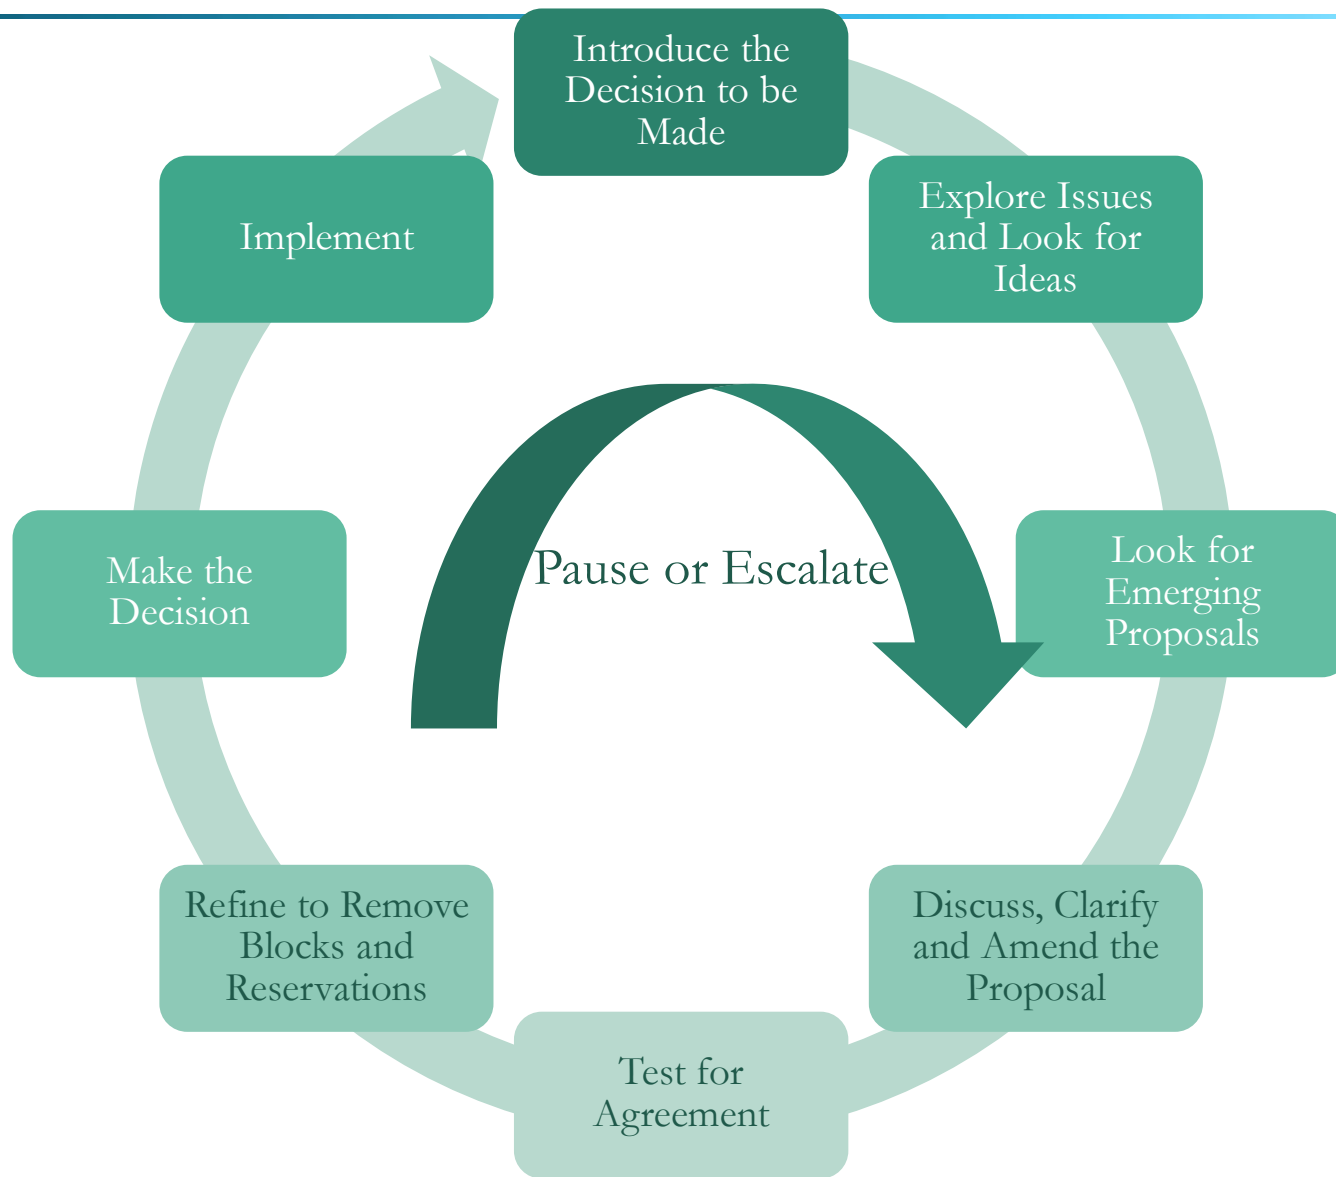 Introduce the
Decision to be
Made
Explore Issues
and Look for
Ideas
Look for
Emerging
Proposals
Discuss, Clarify
and Amend the
Proposal
Test for
Agreement
Refine to Remove
Blocks and
Reservations
Make the
Decision
Implement
Pause or Escalate